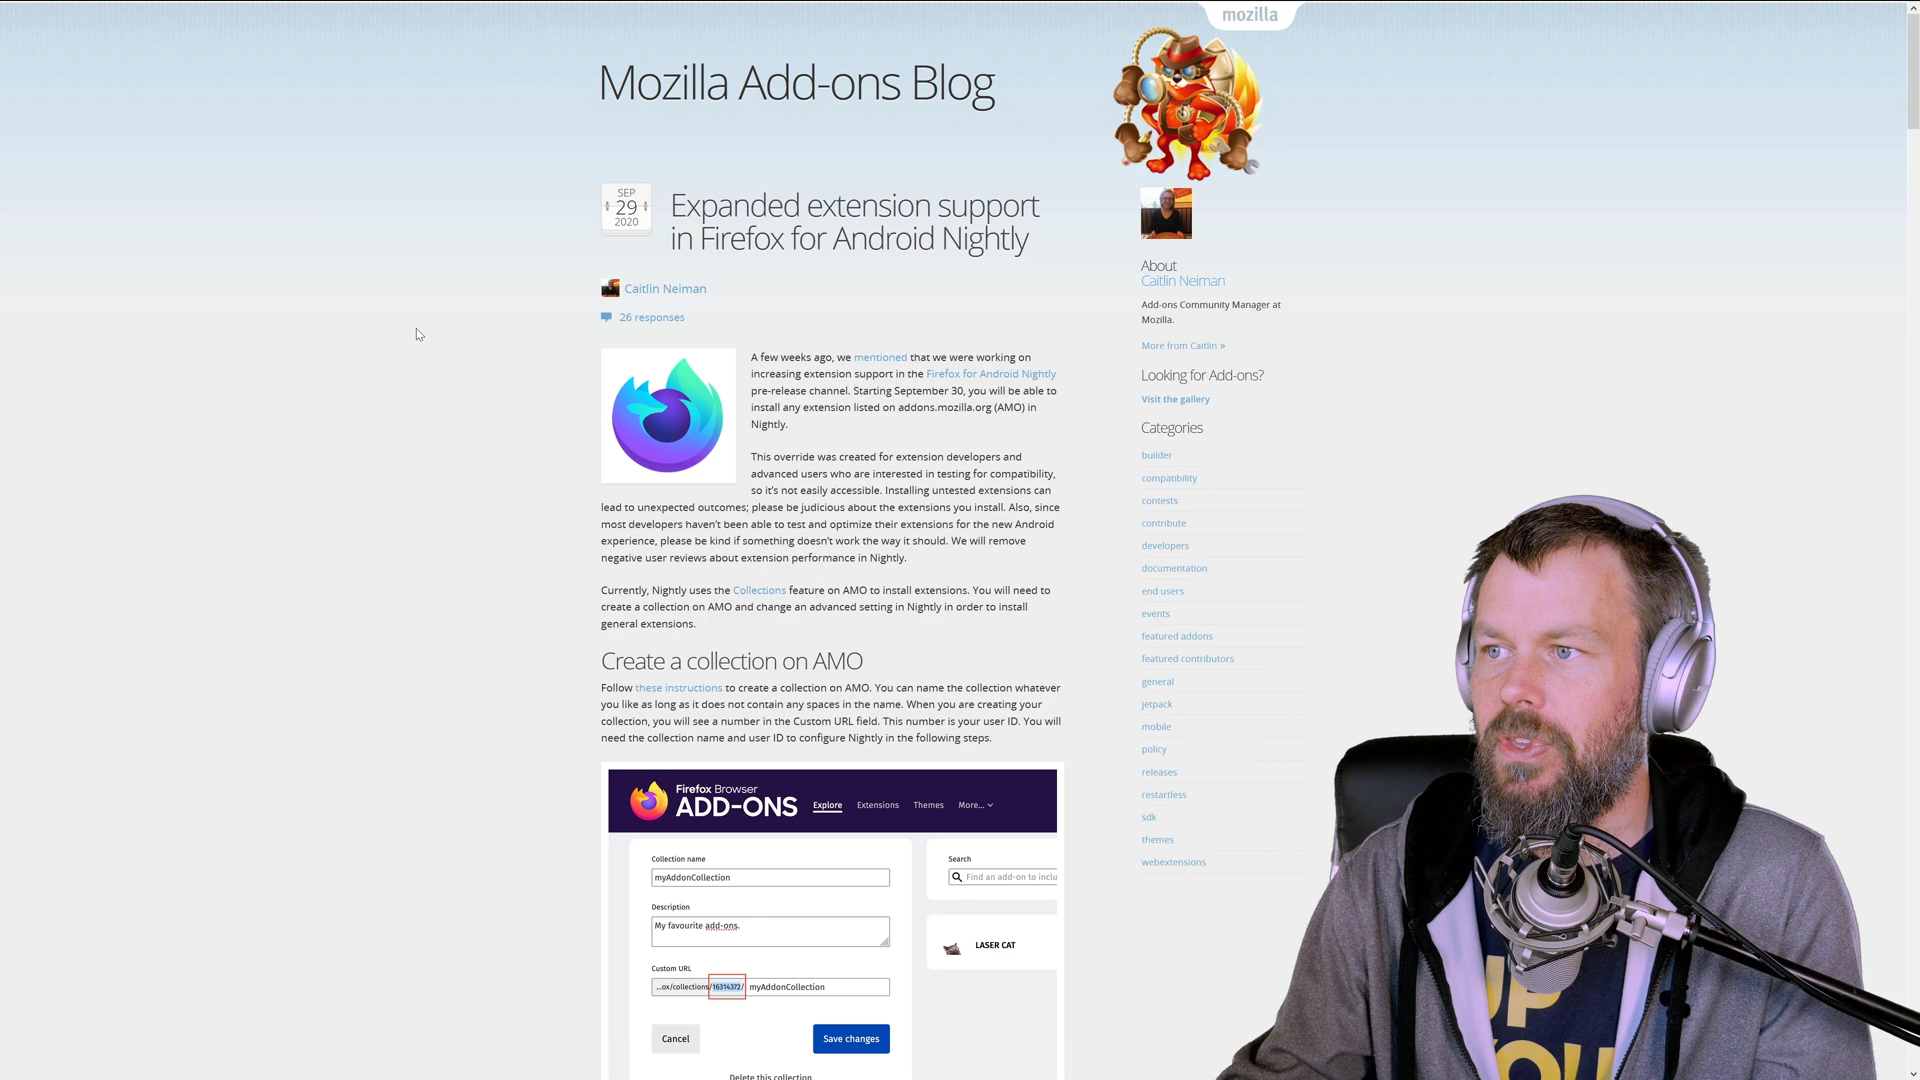 mozilla
Mozilla Add-ons Blog
SEP
29
2020
Expanded extension support
in Firefox for Android Nightly
Caitlin Neiman
26 responses
A few weeks ago, we mentioned that we were working on
increasing extension support in the Firefox for Android Nightly
pre-release channel. Starting September 30, you will be able to
install any extension listed on addons.mozilla.org (AMO) in
Nightly.
This override was created for extension developers and
advanced users who are interested in testing for compatibility,
so it's not easily accessible. Installing untested extensions can
lead to unexpected outcomes; please be judicious about the extensions you install. Also, since
most developers haven't been able to test and optimize their extensions for the new Android
experience, please be kind if something doesn't work the way it should. We will remove
negative user reviews about extension performance in Nightly.
Currently, Nightly uses the Collections feature on AMO to install extensions. You will need to
create a collection on AMO and change an advanced setting in Nightly in order to install
general extensions.
Create a collection on AMO
Follow these instructions to create a collection on AMO. You can name the collection whatever
you like as long as it does not contain any spaces in the name. When you are creating your
collection, you will see a number in the Custom URL field. This number is your user ID. You will
need the collection name and user ID to configure Nightly in the following steps.
Firefox Browser
ADD-ONS
Explore
Extensions
Themes
More...
Collection name
myAddonCollection
Description
My favourite add-ons.
Custom URL
...ox/collections/16314372/
myAddonCollection
Cancel
Save changes
Delete this collection
Search
Find an add-on to inclu
LASER CAT
About
Caitlin Neiman
Add-ons Community Manager at
Mozilla.
More from Caitlin »
Looking for Add-ons?
Visit the gallery
Categories
builder
compatibility
contests
contribute
developers
documentation
end users
events
featured addons
featured contributors
general
jetpack
mobile
policy
releases
restartless
sdk
themes
webextensions
UP
YOU